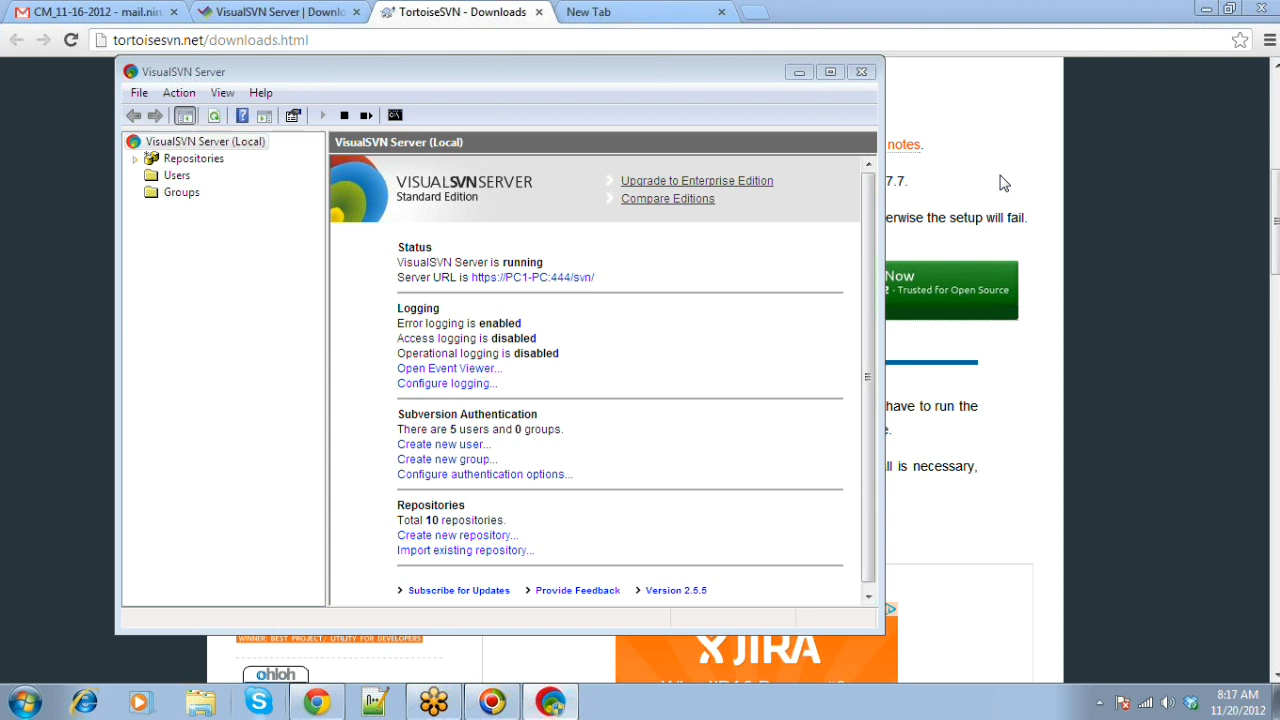 CM_11-16-2012 - mail.niru
VisualSVN Server | Downlo
TortoiseSVN - Downloads
New Tab
tortoisesvn.net/downloads.html
VisualSVN Server
File Action View Help
VisualSVN Server (Local)
Repositories
Users
Groups
VisualSVN Server (Local)
VISUALSVNSERVER
Standard Edition
Upgrade to Enterprise Edition
Compare Editions
Status
VisualSVN Server is running
Server URL is https://PC1-PC:444/svn/
Logging
Error logging is enabled
Access logging is disabled
Operational logging is disabled
Open Event Viewer...
Configure logging...
Subversion Authentication
There are 5 users and 0 groups.
Create new user...
Create new group...
Configure authentication options...
Repositories
Total 10 repositories.
Create new repository...
Import existing repository...
Subscribe for Updates
Provide Feedback
Version 2.5.5
notes.
7.7.
erwise the setup will fail.
Now
- Trusted for Open Source
have to run the
e.
ll is necessary,
WINNER: BEST PROJECT/ UTILITY FOR DEVELOPERS
ohloh
JIRA
8:17 AM
11/20/2012